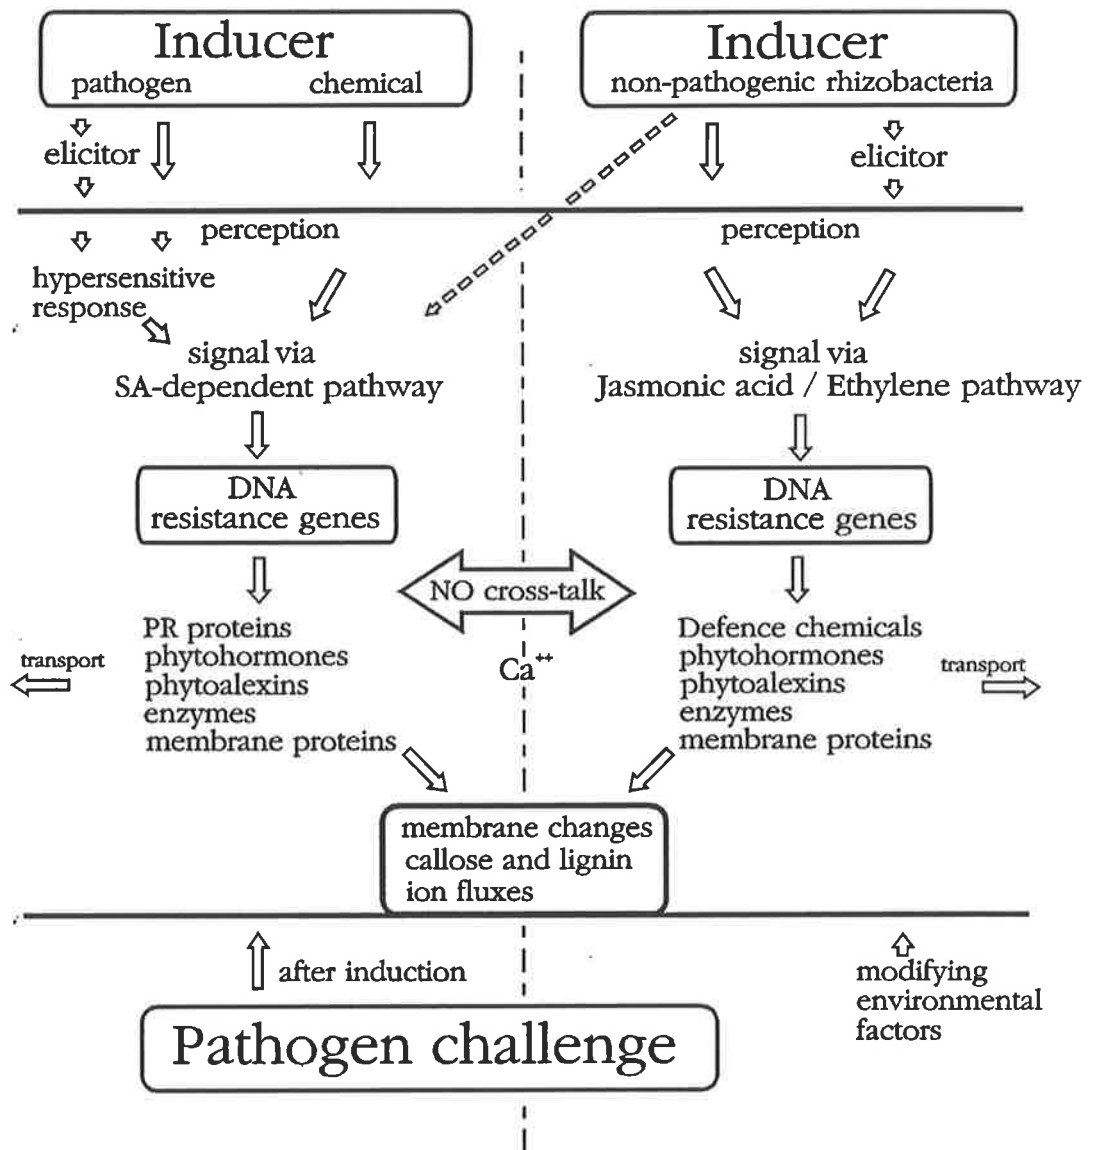 Inducer
pathogen chemical
elicitor
Inducer
non-pathogenic rhizobacteria
elicitor
perception
hypersensitive
response
signal via
SA-dependent pathway
perception
signal via
Jasmonic acid / Ethylene pathway
DNA
resistance genes
DNA
resistance genes
NO cross-talk
Ca++
transport
PR proteins
phytohormones
phytoalexins
enzymes
membrane proteins
Defence chemicals
phytohormones
phytoalexins
enzymes
membrane proteins
transport
membrane changes
callose and lignin
ion fluxes
after induction
modifying
environmental
factors
Pathogen challenge